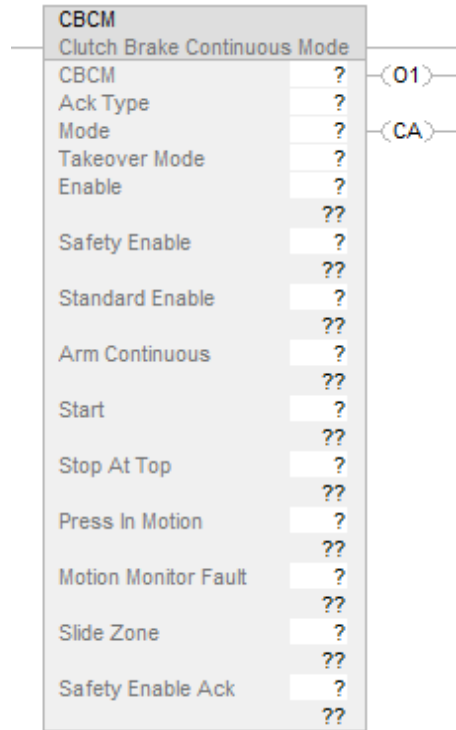 CBCM
Clutch Brake Continuous Mode
CBCM ? (O1)
Ack Type ?
Mode ? (CA)
Takeover Mode ?
Enable ?
??
Safety Enable ?
??
Standard Enable ?
??
Arm Continuous ?
??
Start ?
??
Stop At Top ?
??
Press In Motion ?
??
Motion Monitor Fault ?
??
Slide Zone ?
??
Safety Enable Ack ?
??